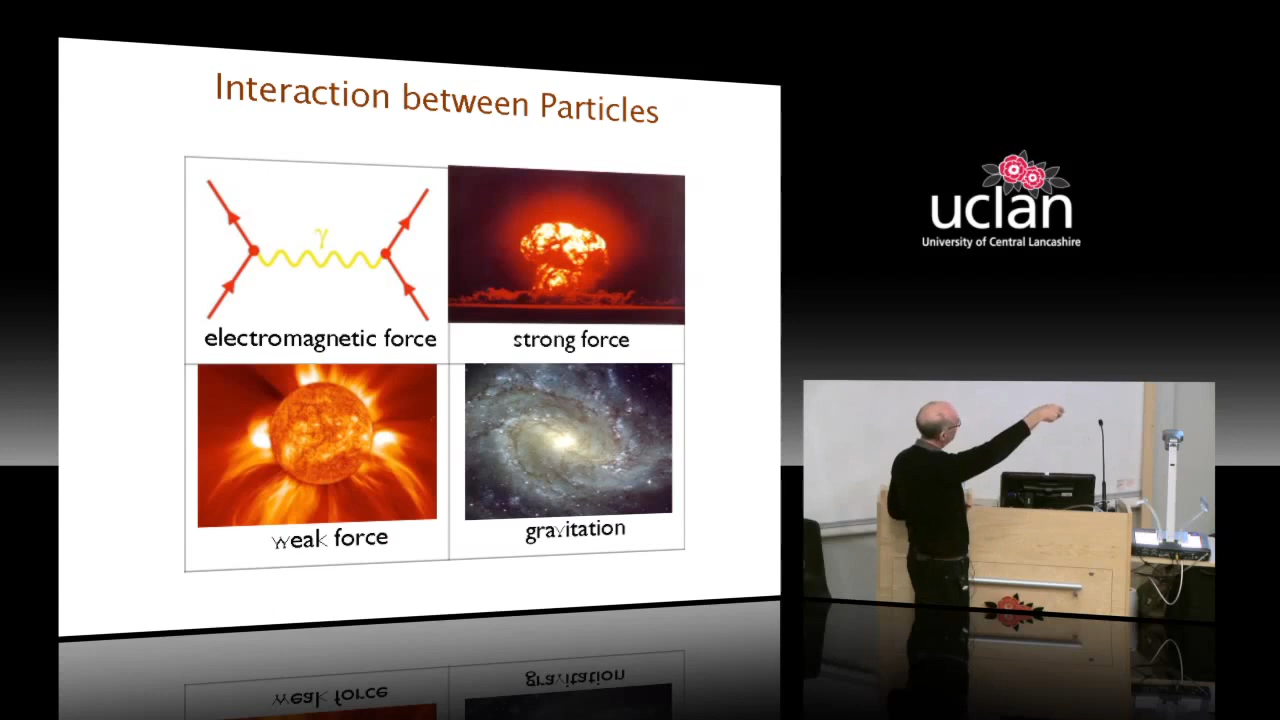 Interaction between Particles
γ
electromagnetic force
strong force
weak force
gravitation
uclan
University of Central Lancashire
weak force
gravitation